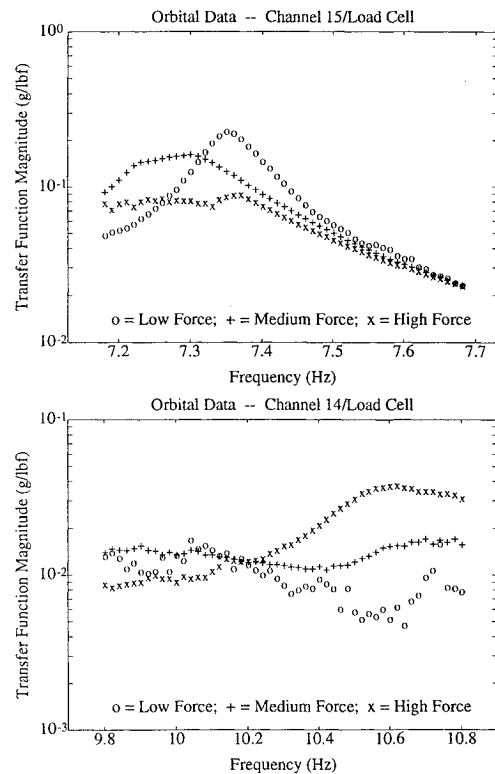 Orbital Data -- Channel 15/Load Cell
10⁰
10⁻¹
10⁻²
Transfer Function Magnitude (g/lbf)
o = Low Force; + = Medium Force; x = High Force
7.2 7.3 7.4 7.5 7.6 7.7
Frequency (Hz)
Orbital Data -- Channel 14/Load Cell
10⁻¹
10⁻²
10⁻³
Transfer Function Magnitude (g/lbf)
o = Low Force; + = Medium Force; x = High Force
9.8 10 10.2 10.4 10.6 10.8
Frequency (Hz)